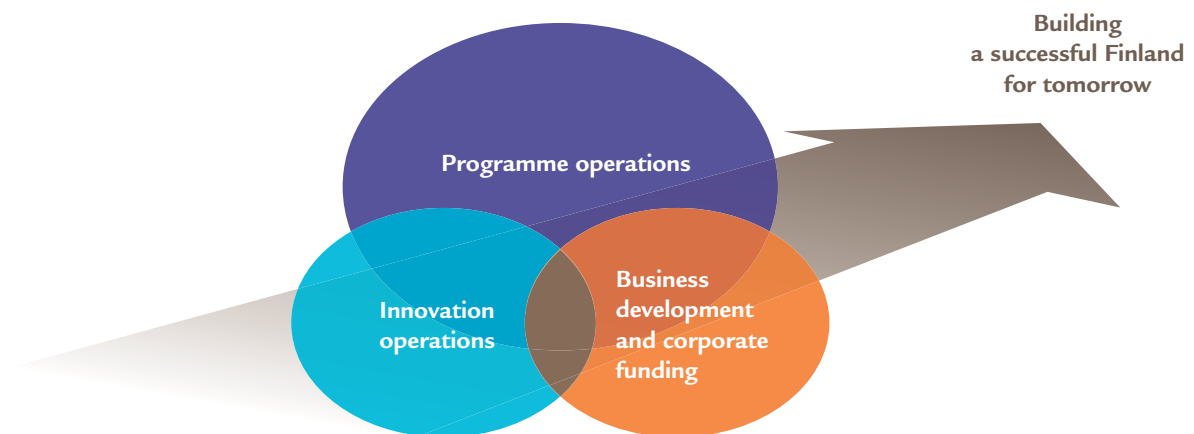 Building
a successful Finland
for tomorrow
Programme operations
Innovation
operations
Business
development
and corporate
funding